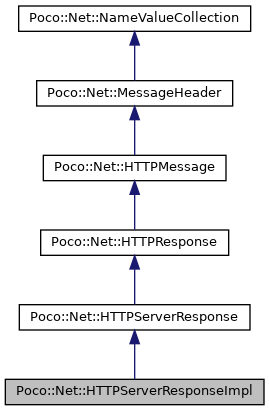 Poco::Net::NameValueCollection
Poco::Net::MessageHeader
Poco::Net::HTTPMessage
Poco::Net::HTTPResponse
Poco::Net::HTTPServerResponse
Poco::Net::HTTPServerResponseImpl